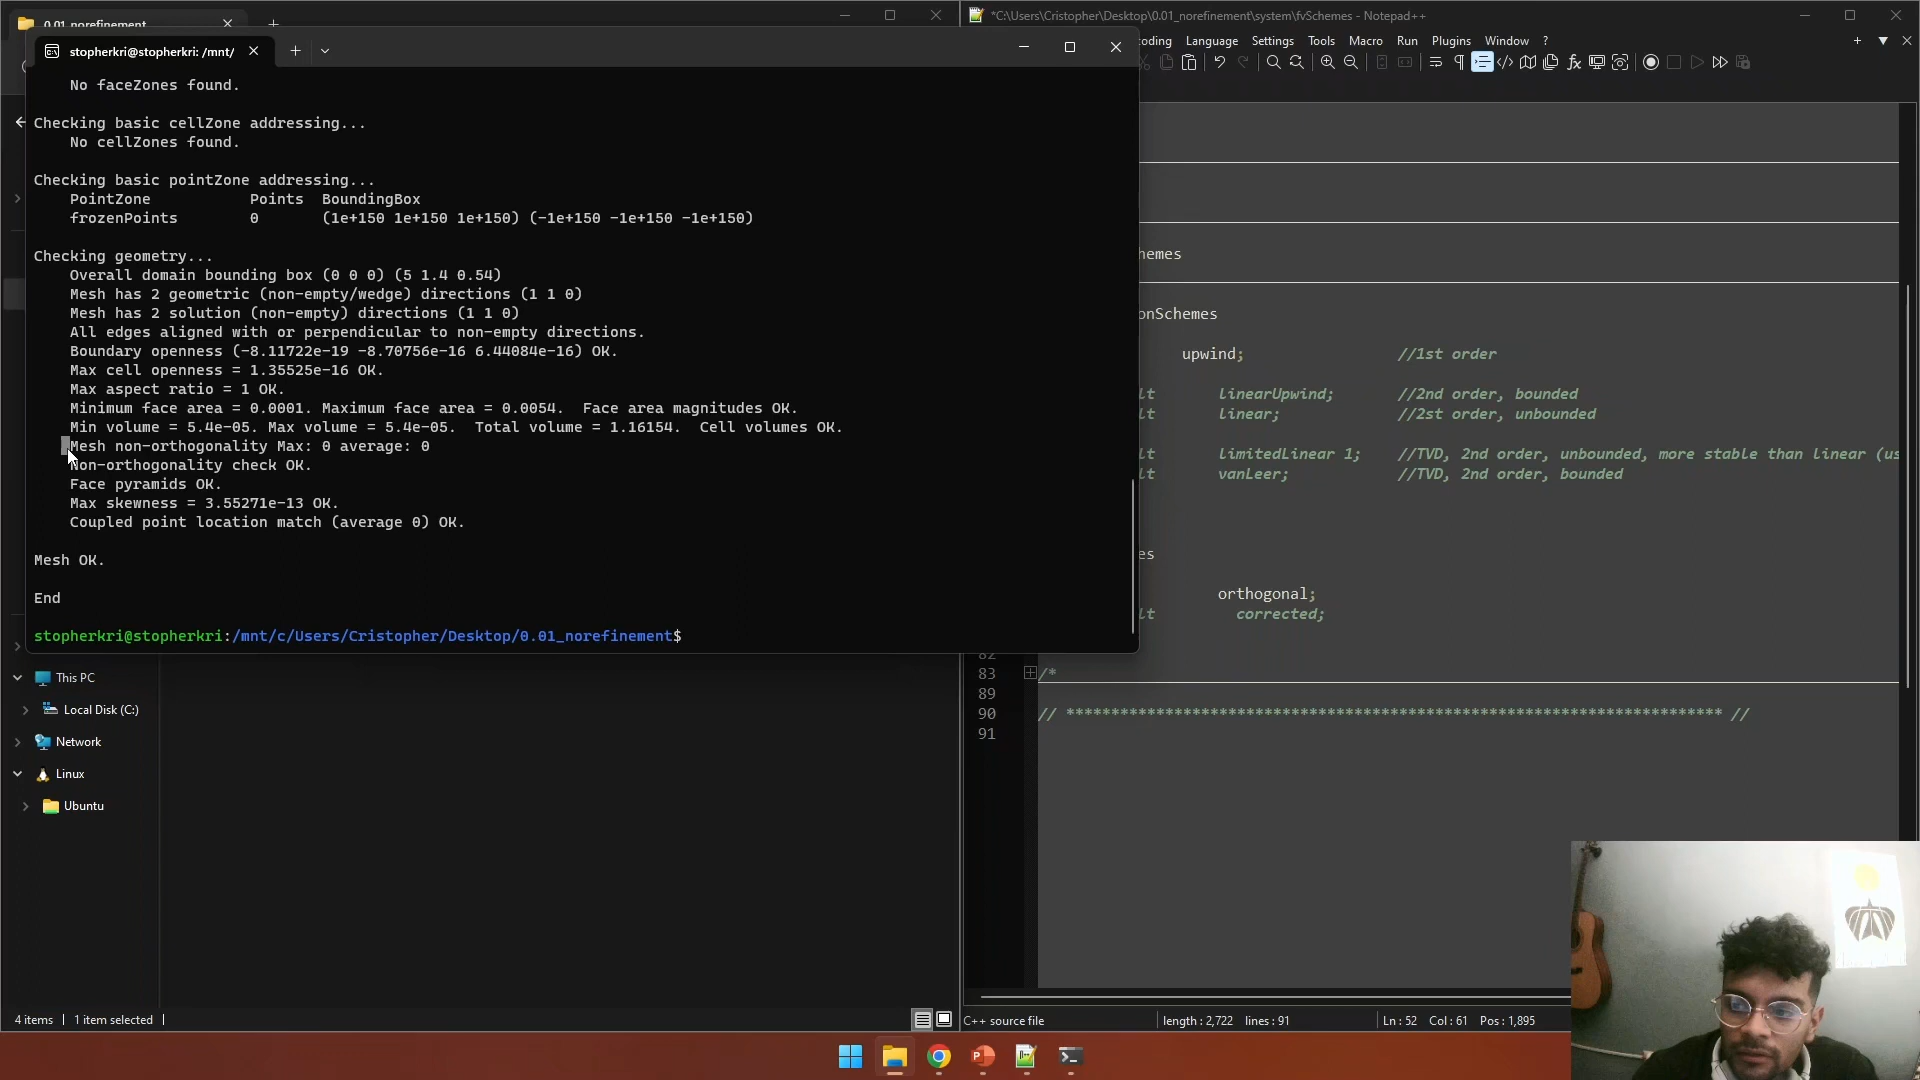 0.01_norefinement
*C:\Users\Cristopher\Desktop\0.01_norefinement\system\fvSchemes - Notepad++
stopherkri@stopherkri: /mnt/
oding Language Settings Tools Macro Run Plugins Window ?
No faceZones found.
Checking basic cellZone addressing...
No cellZones found.
Checking basic pointZone addressing...
PointZone Points BoundingBox
frozenPoints 0 (1e+150 1e+150 1e+150) (-1e+150 -1e+150 -1e+150)
Checking geometry...
Overall domain bounding box (0 0 0) (5 1.4 0.54)
Mesh has 2 geometric (non-empty/wedge) directions (1 1 0)
Mesh has 2 solution (non-empty) directions (1 1 0)
All edges aligned with or perpendicular to non-empty directions.
Boundary openness (-8.11722e-19 -8.70756e-16 6.44084e-16) OK.
Max cell openness = 1.35525e-16 OK.
Max aspect ratio = 1 OK.
Minimum face area = 0.0001. Maximum face area = 0.0054.  Face area magnitudes OK.
Min volume = 5.4e-05. Max volume = 5.4e-05.  Total volume = 1.16154.  Cell volumes OK.
Mesh non-orthogonality Max: 0 average: 0
Non-orthogonality check OK.
Face pyramids OK.
Max skewness = 3.55271e-13 OK.
Coupled point location match (average 0) OK.
Mesh OK.
End
stopherkri@stopherkri:/mnt/c/Users/Cristopher/Desktop/0.01_norefinement$
hemes
onSchemes
upwind; //1st order
lt linearUpwind; //2nd order, bounded
lt linear; //2st order, unbounded
lt limitedLinear 1; //TVD, 2nd order, unbounded, more stable than linear (us
lt vanLeer; //TVD, 2nd order, bounded
es
orthogonal;
lt corrected;
82
83 /*
89
90 // ************************************************************************* //
91
This PC
Local Disk (C:)
Network
Linux
Ubuntu
4 items | 1 item selected |
C++ source file length : 2,722 lines : 91 Ln : 52 Col : 61 Pos : 1,895